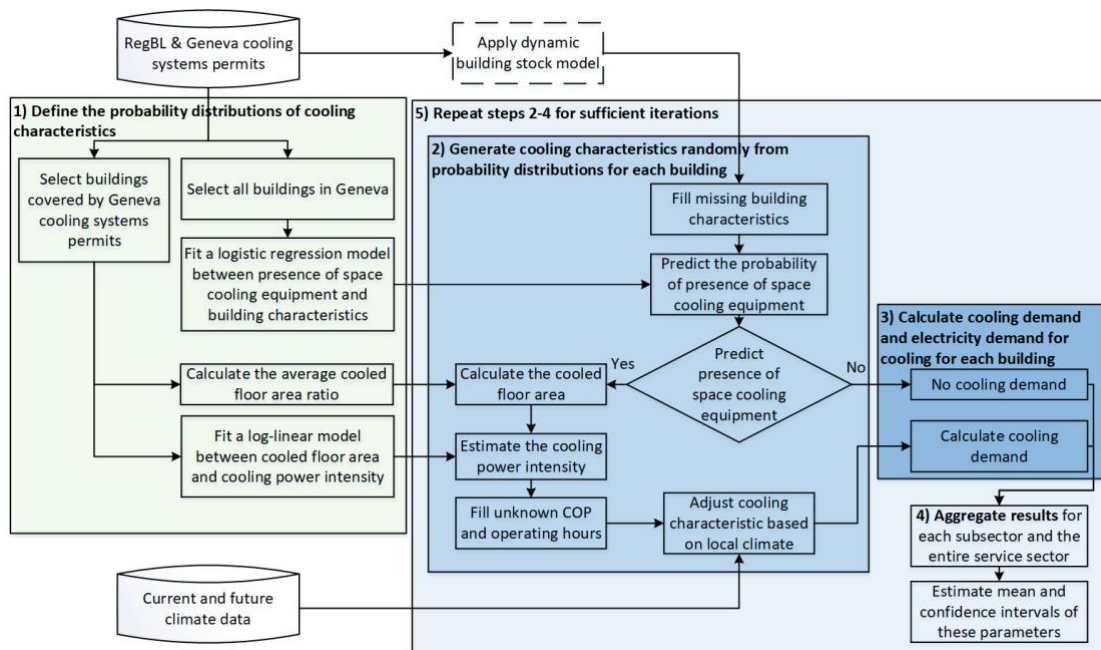 RegBL & Geneva cooling
systems permits
Apply dynamic
building stock model
1) Define the probability distributions of cooling
characteristics
Select buildings
covered by Geneva
cooling systems
permits
Select all buildings in Geneva
Fit a logistic regression model
between presence of space
cooling equipment and
building characteristics
Calculate the average cooled
floor area ratio
Fit a log-linear model
between cooled floor area
and cooling power intensity
Current and future
climate data
5) Repeat steps 2-4 for sufficient iterations
2) Generate cooling characteristics randomly from
probability distributions for each building
Fill missing building
characteristics
Predict the probability
of presence of space
cooling equipment
Predict
presence of
space cooling
equipment
Yes
No
Calculate the cooled
floor area
Estimate the cooling
power intensity
Fill unknown COP
and operating hours
Adjust cooling
characteristic based
on local climate
3) Calculate cooling demand
and electricity demand for
cooling for each building
No cooling demand
Calculate cooling
demand
4) Aggregate results for
each subsector and the
entire service sector
Estimate mean and
confidence intervals of
these parameters